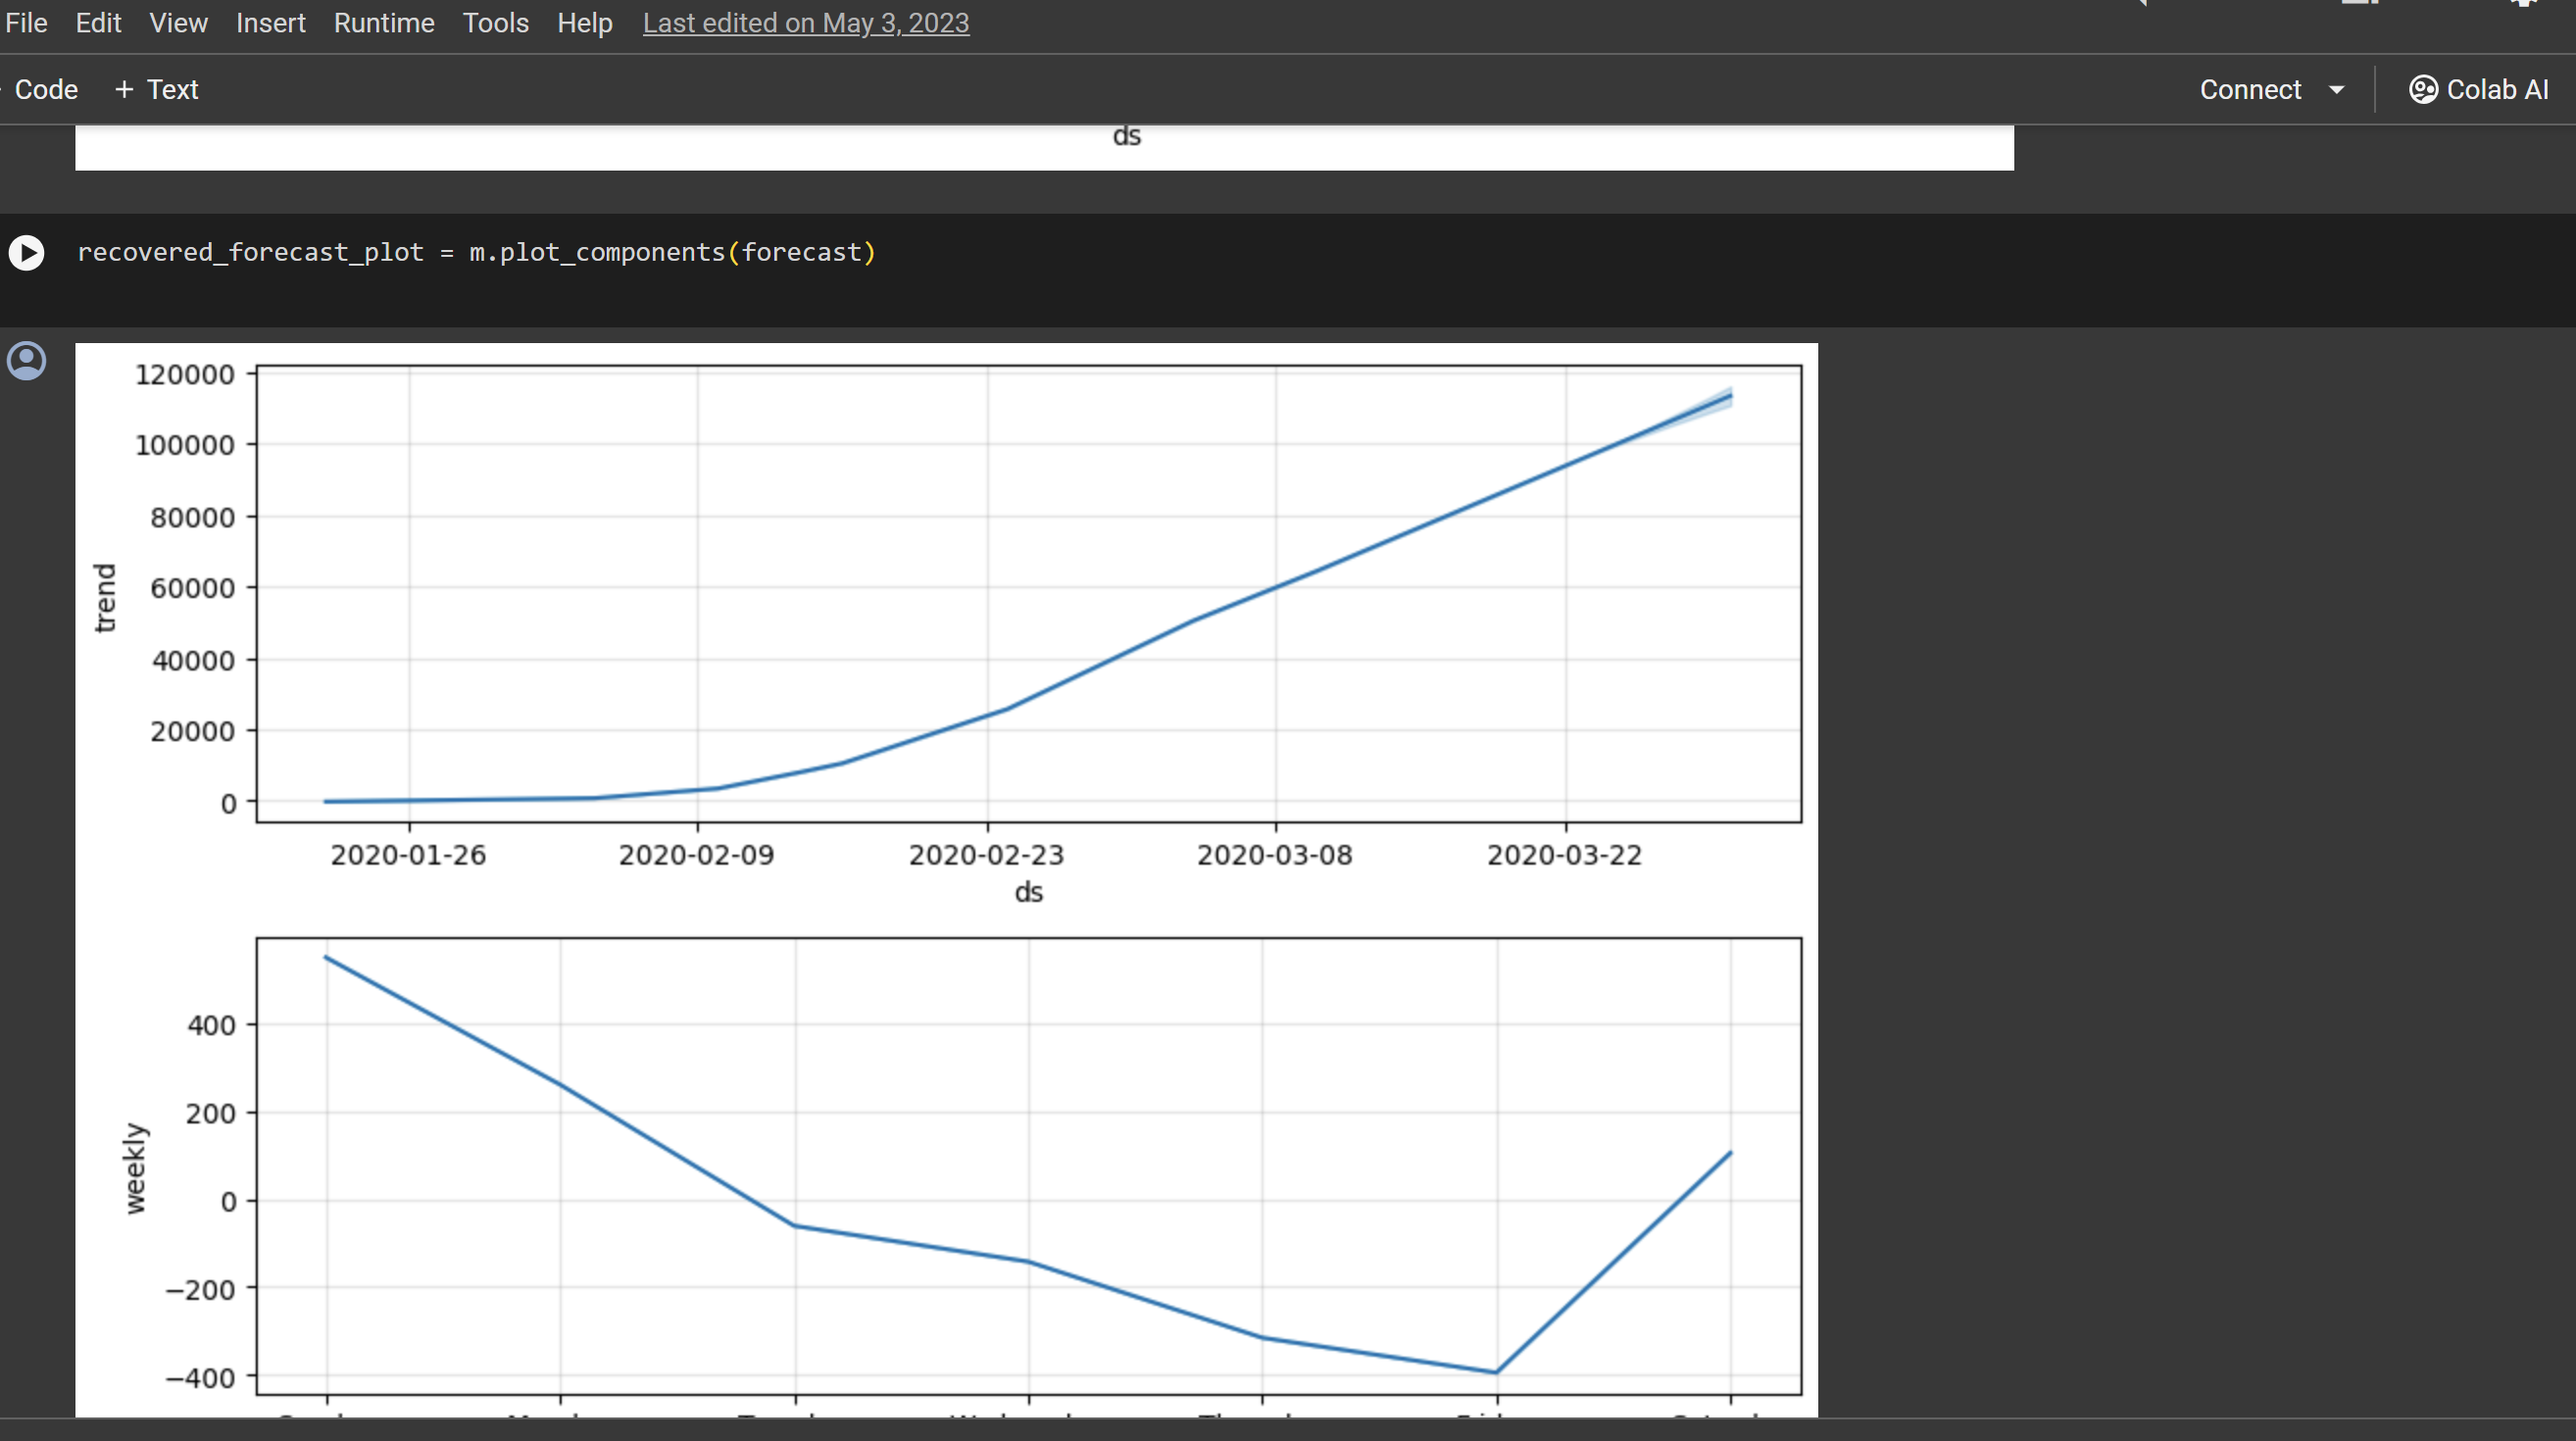 File Edit View Insert Runtime Tools Help Last edited on May 3, 2023
Code + Text Connect Colab AI
ds
recovered_forecast_plot = m.plot_components(forecast)
120000
100000
80000
60000
40000
20000
0
trend
2020-01-26 2020-02-09 2020-02-23 2020-03-08 2020-03-22
ds
400
200
0
−200
−400
weekly